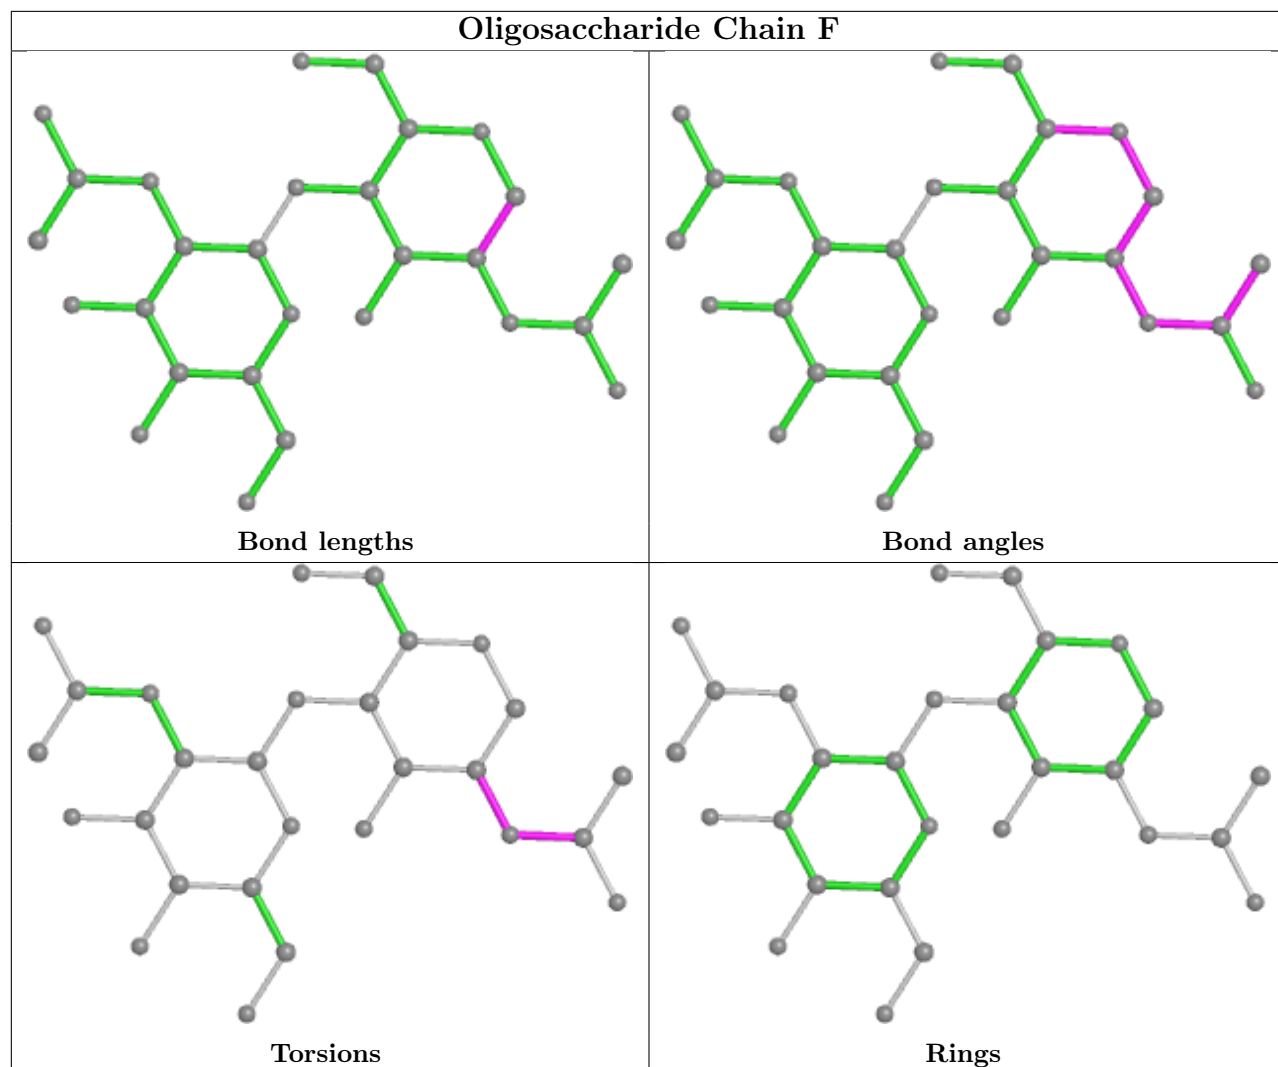 Oligosaccharide Chain F
Bond lengths
Bond angles
Torsions
Rings